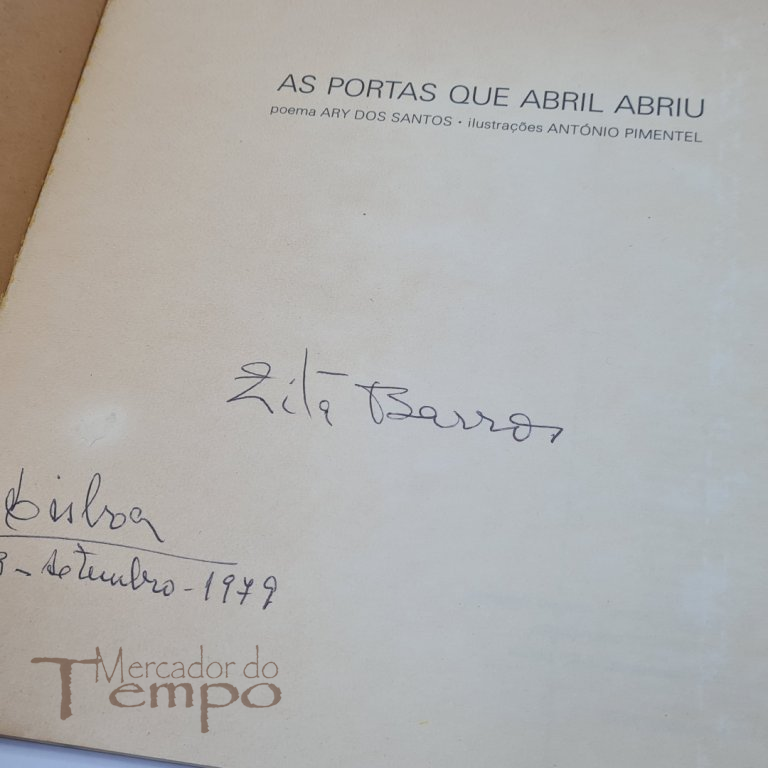 AS PORTAS QUE ABRIL ABRIU
poema ARY DOS SANTOS • ilustrações ANTÓNIO PIMENTEL
Zita Barros
Lisboa
- setembro - 1979
Mercador do
Tempo